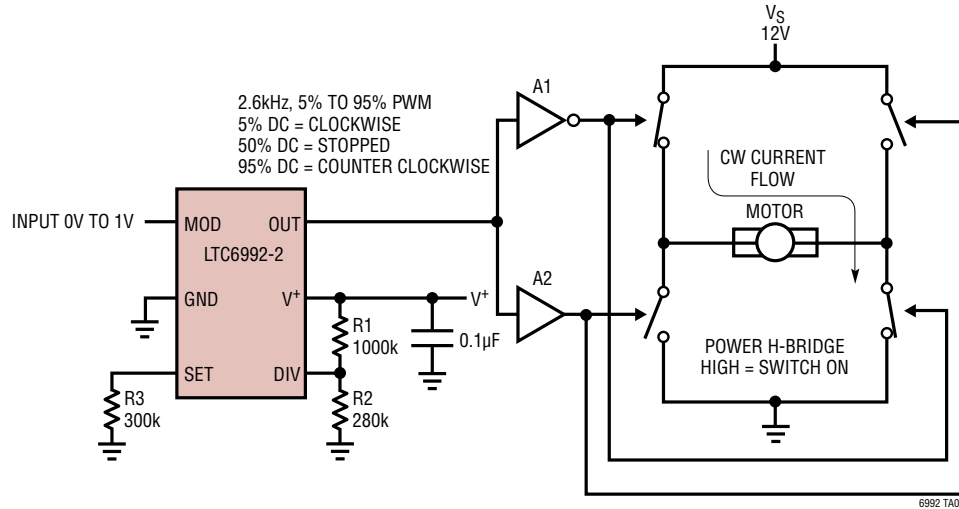 V_S
12V
A1
2.6kHz, 5% TO 95% PWM
5% DC = CLOCKWISE
50% DC = STOPPED
95% DC = COUNTER CLOCKWISE
CW CURRENT
FLOW
MOTOR
INPUT 0V TO 1V
MOD
OUT
LTC6992-2
GND
V+
V+
A2
R1
1000k
0.1µF
POWER H-BRIDGE
HIGH = SWITCH ON
SET
DIV
R3
300k
R2
280k
6992 TA0